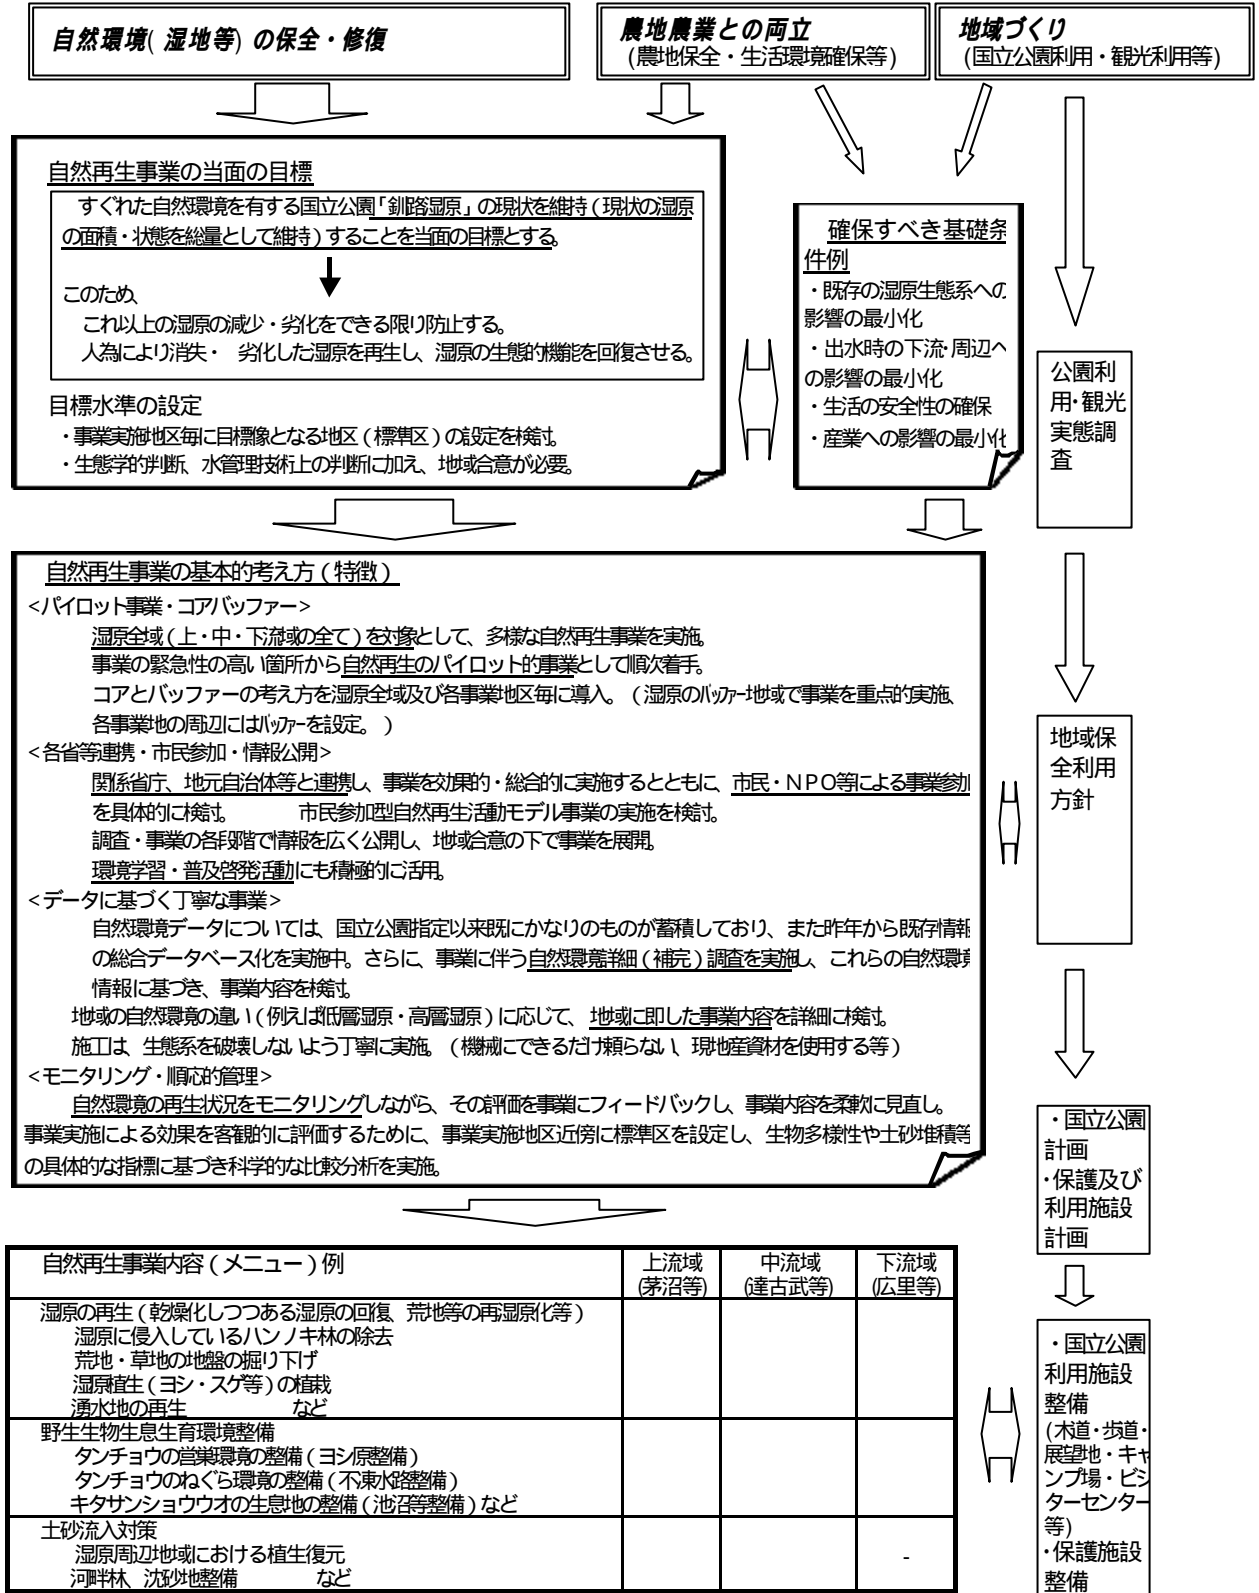 自然環境(湿地等)の保全・修復
農地農業との両立
(農地保全・生活環境確保等)
地域づくり
(国立公園利用・観光利用等)
自然再生事業の当面の目標
すぐれた自然環境を有する国立公園「釧路湿原」の現状を維持(現状の湿原
の面積・状態を総量として維持)することを当面の目標とする。
このため、
これ以上の湿原の減少・劣化をできる限り防止する。
人為により消失・ 劣化した湿原を再生し、湿原の生態的機能を回復させる。
目標水準の設定
・事業実施地区毎に目標像となる地区(標準区)の設定を検討。
・生態学的判断、水管理技術上の判断に加え、地域合意が必要。
確保すべき基礎条
件例
・既存の湿原生態系への
影響の最小化
・出水時の下流・周辺へ
の影響の最小化
・生活の安全性の確保
・産業への影響の最小化
公園利
用・観光
実態調
査
自然再生事業の基本的考え方(特徴)
<パイロット事業・コアバッファー>
湿原全域(上・中・下流域の全て)を対象として、多様な自然再生事業を実施。
事業の緊急性の高い箇所から自然再生のパイロット的事業として順次着手。
コアとバッファーの考え方を湿原全域及び各事業地区毎に導入。(湿原のバッファー地域で事業を重点的実施、
各事業地の周辺にはバッファーを設定。)
<各省等連携・市民参加・情報公開>
関係省庁、地元自治体等と連携し、事業を効果的・総合的に実施するとともに、市民・NPO等による事業参加
を具体的に検討。 市民参加型自然再生活動モデル事業の実施を検討。
調査・事業の各段階で情報を広く公開し、地域合意の下で事業を展開。
環境学習・普及啓発活動にも積極的に活用。
<データに基づく丁寧な事業>
自然環境データについては、国立公園指定以来既にかなりのものが蓄積しており、また昨年から既存情報
の総合データベース化を実施中。さらに、事業に伴う自然環境詳細(補完)調査を実施し、これらの自然環境
情報に基づき、事業内容を検討。
地域の自然環境の違い(例えば低層湿原・高層湿原)に応じて、地域に即した事業内容を詳細に検討。
施工は、生態系を破壊しないよう丁寧に実施。(機械にできるだけ頼らない、現地産資材を使用する等)
<モニタリング・順応的管理>
自然環境の再生状況をモニタリングしながら、その評価を事業にフィードバックし、事業内容を柔軟に見直し。
事業実施による効果を客観的に評価するために、事業実施地区近傍に標準区を設定し、生物多様性や土砂堆積等
の具体的な指標に基づき科学的な比較分析を実施。
地域保
全利用
方針
・国立公園
計画
・保護及び
利用施設
計画
自然再生事業内容(メニュー)例
上流域
(茅沼等)
中流域
(達古武等)
下流域
(広里等)
湿原の再生(乾燥化しつつある湿原の回復、荒地等の再湿原化等)
湿原に侵入しているハンノキ林の除去
荒地・草地の地盤の掘り下げ
湿原植生(ヨシ・スゲ等)の植栽
湧水地の再生 など
野生生物生息生育環境整備
タンチョウの営巣環境の整備(ヨシ原整備)
タンチョウのねぐら環境の整備(不凍水路整備)
キタサンショウウオの生息地の整備(池沼等整備)など
土砂流入対策
湿原周辺地域における植生復元
河畔林、沈砂地整備 など
-
・国立公園
利用施設
整備
(木道・歩道・
展望地・キャ
ンプ場・ビジ
ターセンター
等)
・保護施設
整備